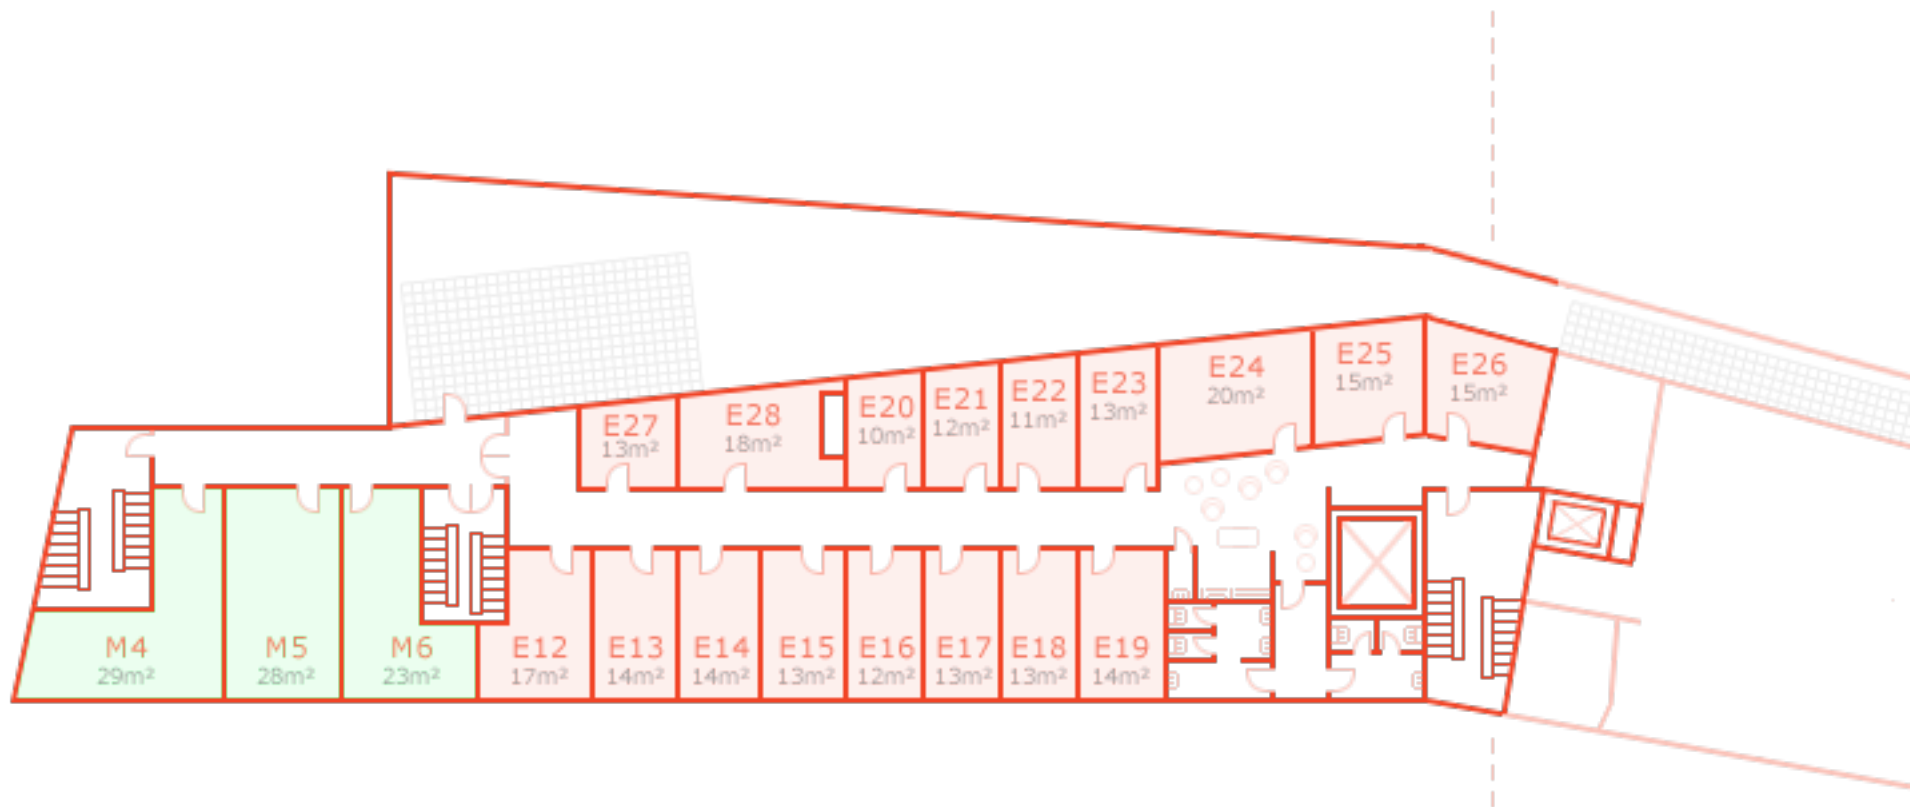 E27
13m²
E28
18m²
E20
10m²
E21
12m²
E22
11m²
E23
13m²
E24
20m²
E25
15m²
E26
15m²
M4
29m²
M5
28m²
M6
23m²
E12
17m²
E13
14m²
E14
14m²
E15
13m²
E16
12m²
E17
13m²
E18
13m²
E19
14m²